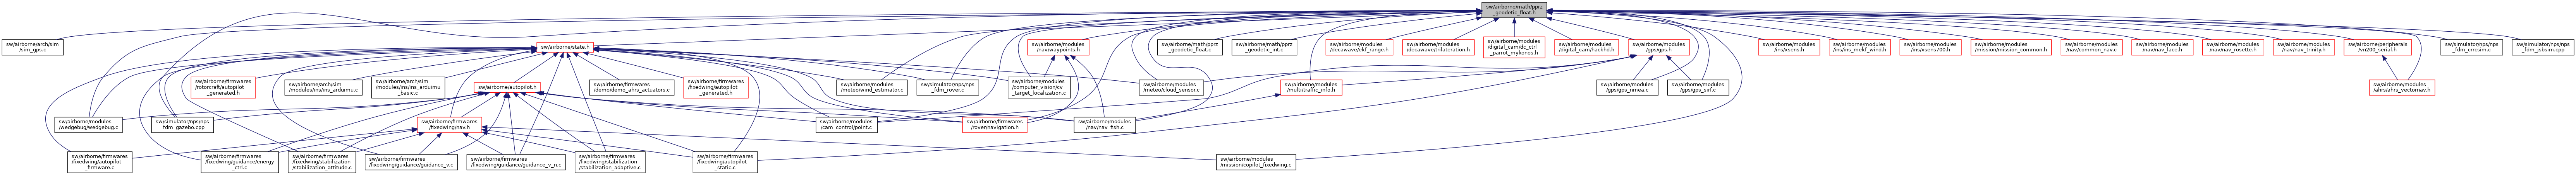 sw/airborne/math/pprz
_geodetic_float.h
sw/airborne/arch/sim
/sim_gps.c
sw/airborne/state.h
sw/airborne/modules
/nav/waypoints.h
sw/airborne/math/pprz
_geodetic_float.c
sw/airborne/math/pprz
_geodetic_int.c
sw/airborne/modules
/decawave/ekf_range.h
sw/airborne/modules
/decawave/trilateration.h
sw/airborne/modules
/digital_cam/dc_ctrl
_parrot_mykonos.h
sw/airborne/modules
/digital_cam/hackhd.h
sw/airborne/modules
/gps/gps.h
sw/airborne/modules
/ins/xsens.h
sw/airborne/modules
/ins/ins_mekf_wind.h
sw/airborne/modules
/ins/xsens700.h
sw/airborne/modules
/mission/mission_common.h
sw/airborne/modules
/nav/common_nav.c
sw/airborne/modules
/nav/nav_lace.h
sw/airborne/modules
/nav/nav_rosette.h
sw/airborne/modules
/nav/nav_trinity.h
sw/airborne/peripherals
/vn200_serial.h
sw/simulator/nps/nps
_fdm_crrcsim.c
sw/simulator/nps/nps
_fdm_jsbsim.cpp
sw/airborne/firmwares
/rotorcraft/autopilot
_generated.h
sw/airborne/arch/sim
/modules/ins/ins_arduimu.c
sw/airborne/arch/sim
/modules/ins/ins_arduimu
_basic.c
sw/airborne/autopilot.h
sw/airborne/firmwares
/demo/demo_ahrs_actuators.c
sw/airborne/firmwares
/fixedwing/autopilot
_generated.h
sw/airborne/modules
/meteo/wind_estimator.c
sw/simulator/nps/nps
_fdm_rover.c
sw/airborne/modules
/computer_vision/cv
_target_localization.c
sw/airborne/modules
/meteo/cloud_sensor.c
sw/airborne/modules
/multi/traffic_info.h
sw/airborne/modules
/gps/gps_nmea.c
sw/airborne/modules
/gps/gps_sirf.c
sw/airborne/modules
/ahrs/ahrs_vectornav.h
sw/airborne/modules
/wedgebug/wedgebug.c
sw/simulator/nps/nps
_fdm_gazebo.cpp
sw/airborne/firmwares
/fixedwing/nav.h
sw/airborne/modules
/cam_control/point.c
sw/airborne/firmwares
/rover/navigation.h
sw/airborne/modules
/nav/nav_fish.c
sw/airborne/firmwares
/fixedwing/autopilot
_firmware.c
sw/airborne/firmwares
/fixedwing/guidance/energy
_ctrl.c
sw/airborne/firmwares
/fixedwing/stabilization
/stabilization_attitude.c
sw/airborne/firmwares
/fixedwing/guidance/guidance_v.c
sw/airborne/firmwares
/fixedwing/guidance/guidance_v_n.c
sw/airborne/firmwares
/fixedwing/stabilization
/stabilization_adaptive.c
sw/airborne/firmwares
/fixedwing/autopilot
_static.c
sw/airborne/modules
/mission/copilot_fixedwing.c